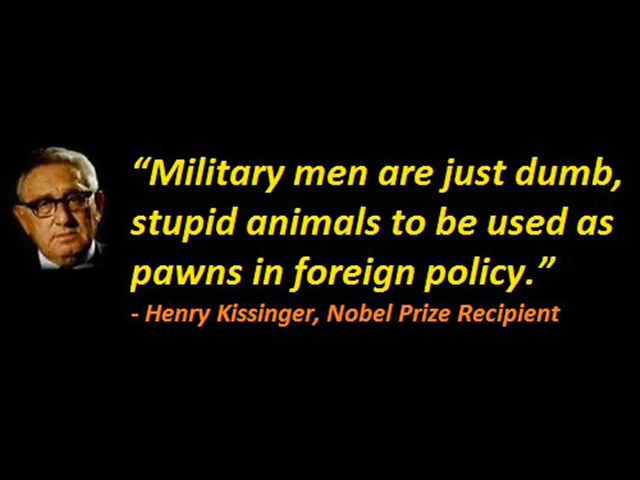 “Military men are just dumb,
stupid animals to be used as
pawns in foreign policy.”
- Henry Kissinger, Nobel Prize Recipient